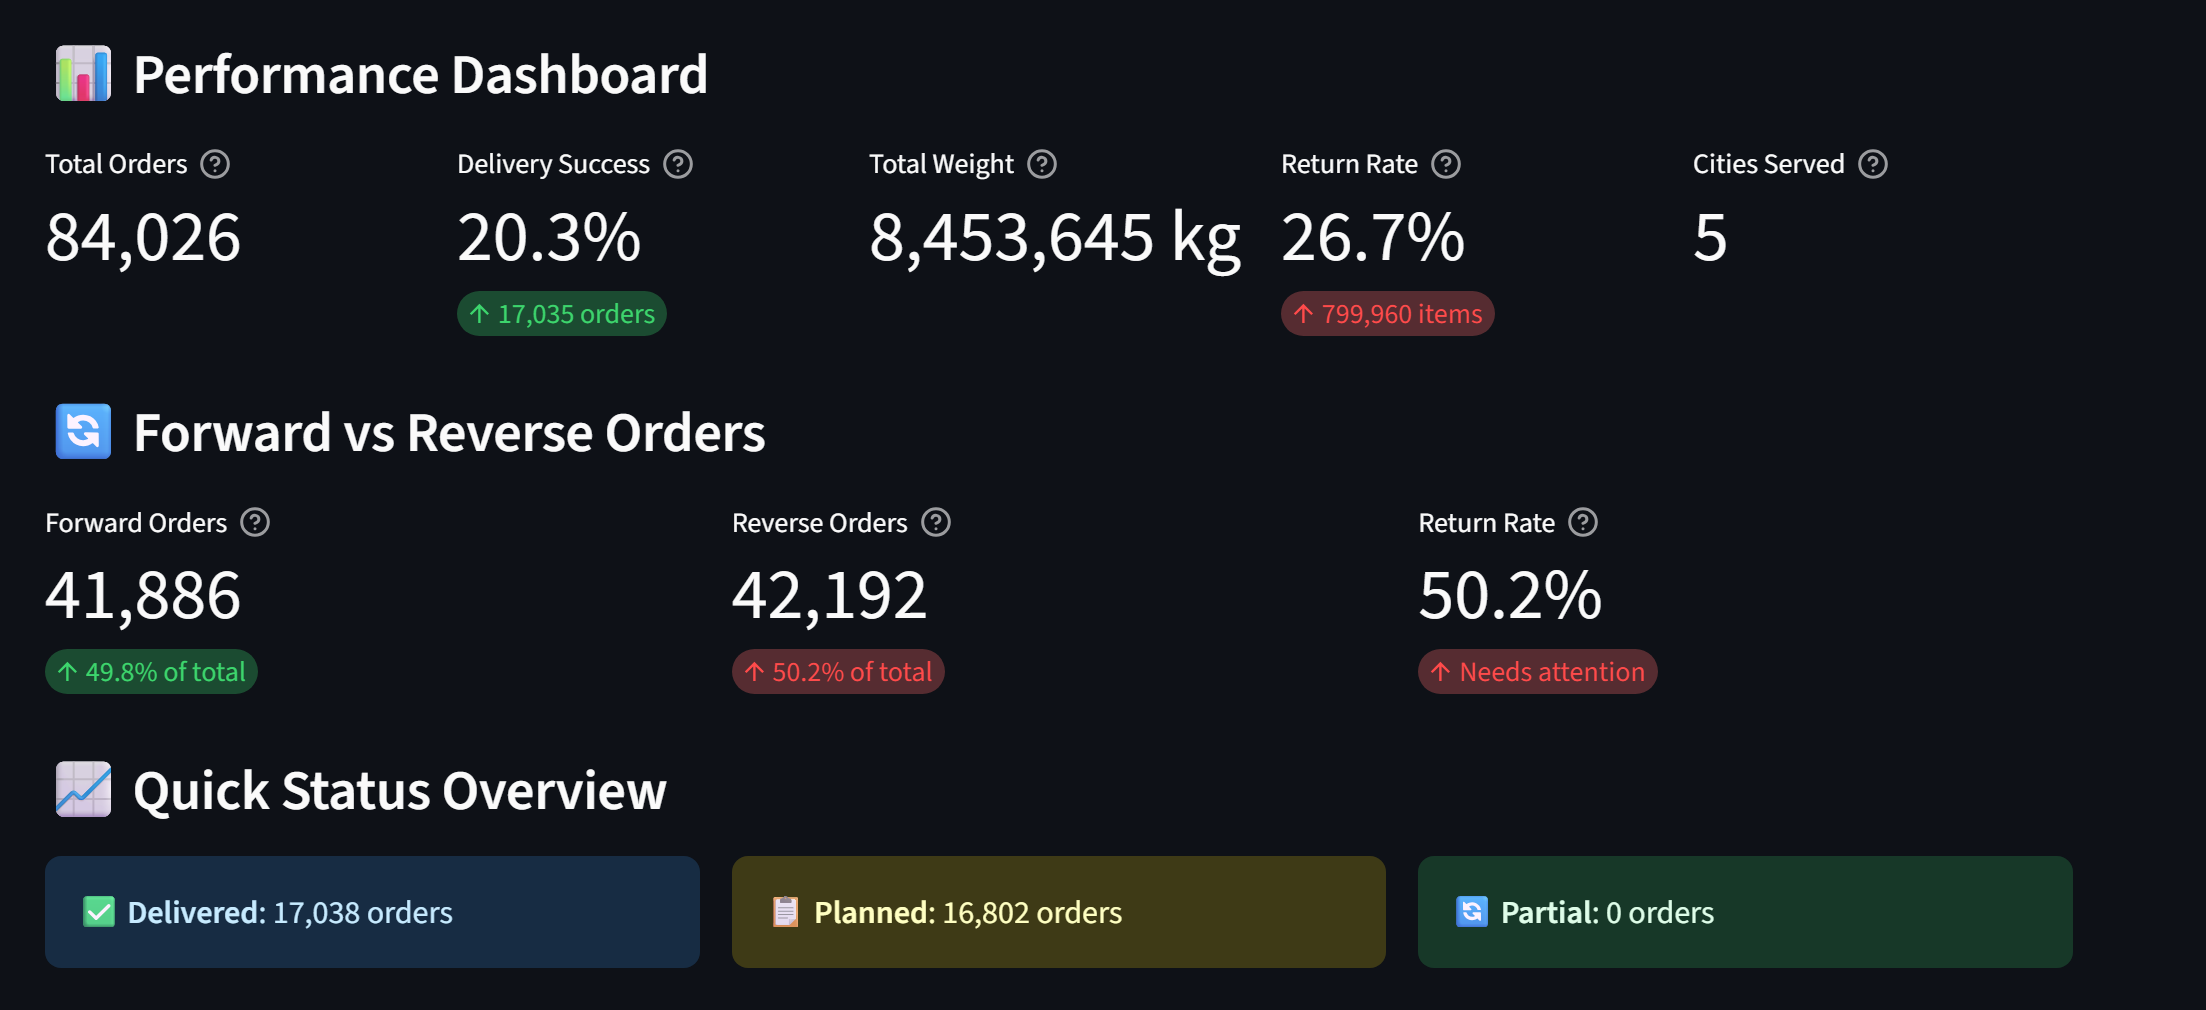 Performance Dashboard
Total Orders
84,026
Delivery Success
20.3%
↑ 17,035 orders
Total Weight
8,453,645 kg
Return Rate
26.7%
↑ 799,960 items
Cities Served
5
Forward vs Reverse Orders
Forward Orders
41,886
↑ 49.8% of total
Reverse Orders
42,192
↑ 50.2% of total
Return Rate
50.2%
↑ Needs attention
Quick Status Overview
Delivered: 17,038 orders
Planned: 16,802 orders
Partial: 0 orders